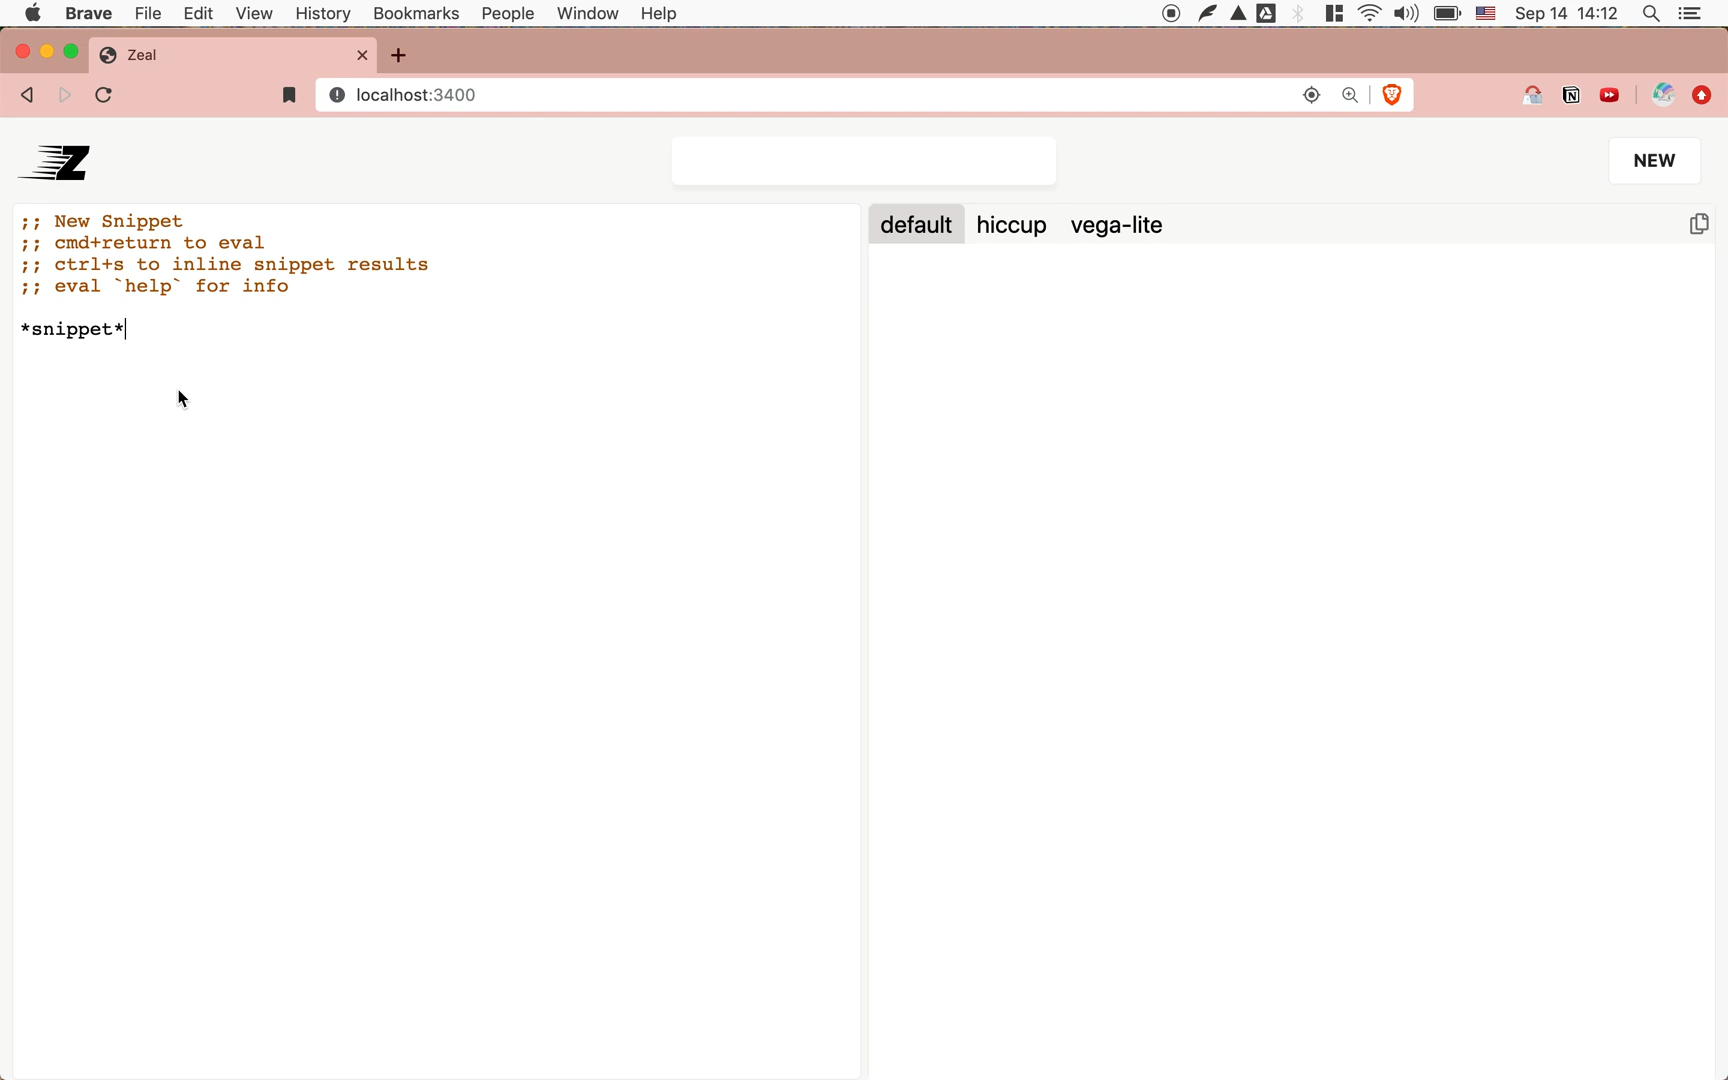 Brave File Edit View History Bookmarks People Window Help Sep 14 14:12
Zeal
localhost:3400
Z NEW
;; New Snippet
;; cmd+return to eval
;; ctrl+s to inline snippet results
;; eval `help` for info
*snippet*
default hiccup vega-lite